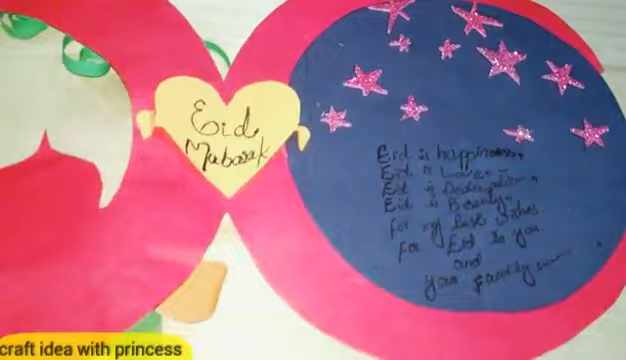 Eid
Mubarak
Eid is happiness,
Eid is Love,
Eid is Dedication,
Eid is Beauty,
for my best wishes
for Eid to you
and
your family
craft idea with princess